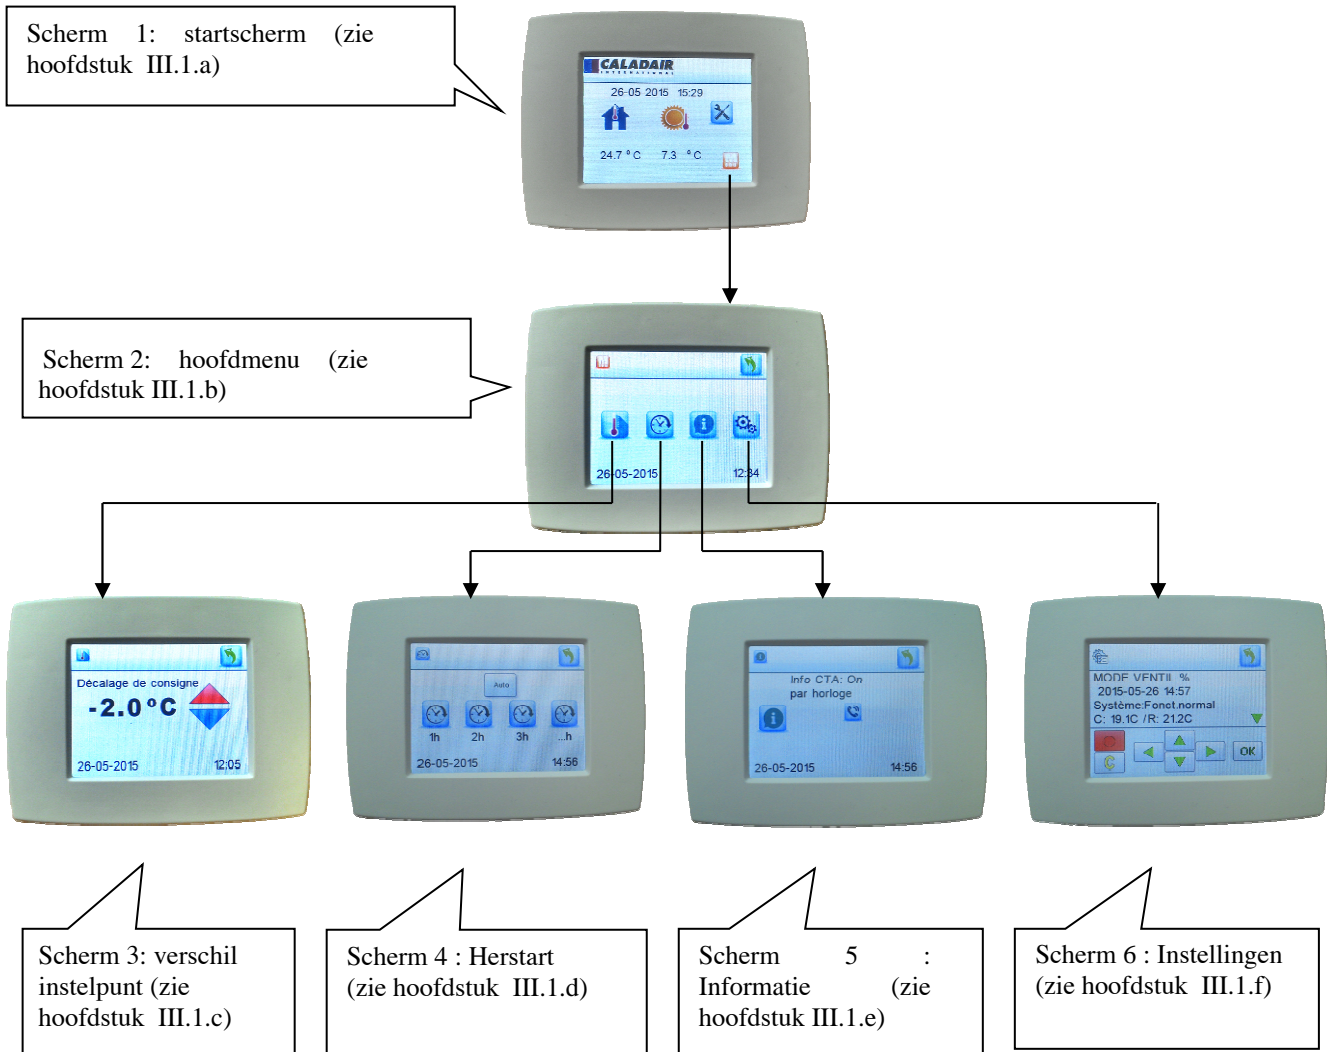 Scherm 1: startscherm (zie
hoofdstuk III.1.a)
CALADAIR
INTERNATIONAL
26-05 2015 15:29
24.7 °C 7.3 °C
Scherm 2: hoofdmenu (zie
hoofdstuk III.1.b)
26-05-2015 12:34
Décalage de consigne
-2.0°C
26-05-2015 12:05
Auto
1h 2h 3h ...h
26-05-2015 14:56
Info CTA: On
par horloge
26-05-2015 14:56
MODE VENTIL %
2015-05-26 14:57
Système:Fonct.normal
C: 19.1C /R: 21.2C
C OK
Scherm 3: verschil
instelpunt (zie
hoofdstuk III.1.c)
Scherm 4 : Herstart
(zie hoofdstuk III.1.d)
Scherm 5 :
Informatie (zie
hoofdstuk III.1.e)
Scherm 6 : Instellingen
(zie hoofdstuk III.1.f)